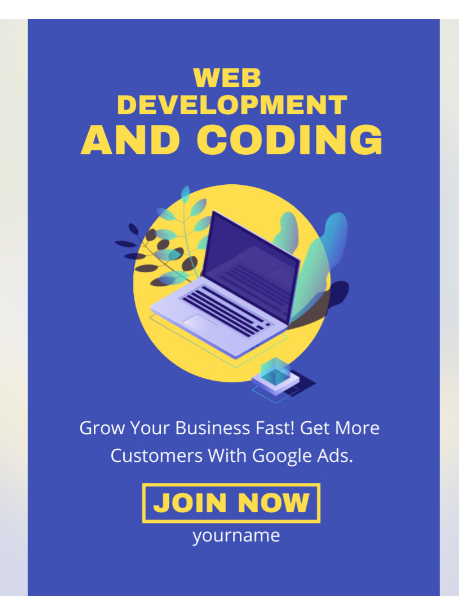 WEB
DEVELOPMENT
AND CODING
Grow Your Business Fast! Get More
Customers With Google Ads.
JOIN NOW
yourname